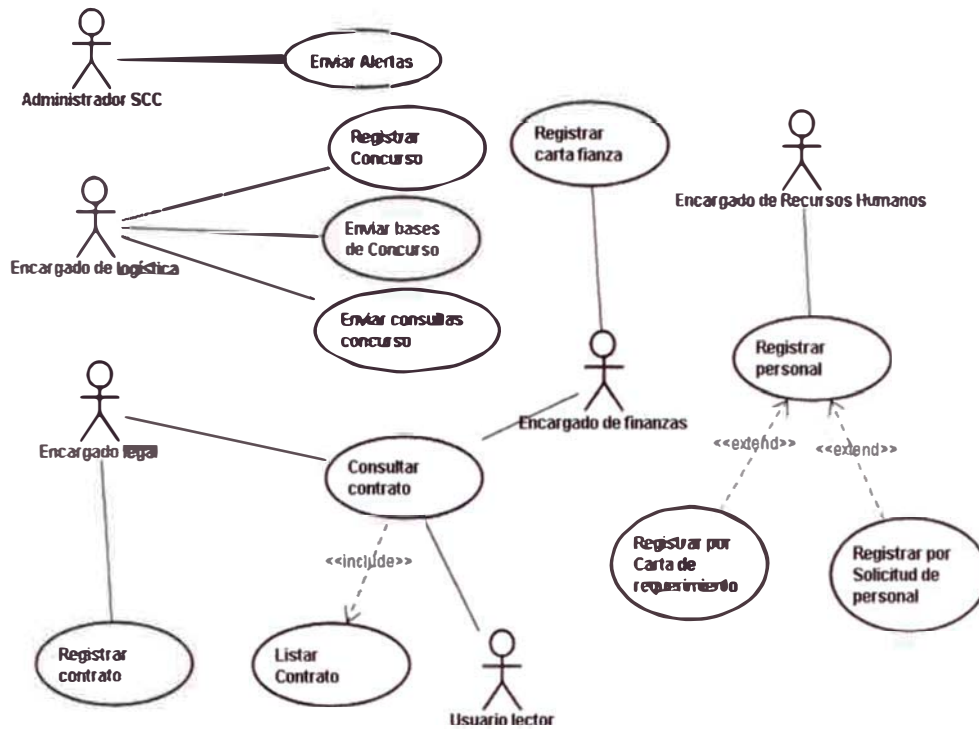 Enviar Alertas
Administrador SCC
Registrar
Concurso
Registrar
carta fianza
Encargado de Recursos Humanos
Enviar bases
de Concurso
Encargado de logística
Enviar consultas
concurso
Registrar
personal
Encargado de finanzas
Encargado legal
Consultar
contrato
<<extend>>
<<extend>>
<<include>>
Registrar por
Carta de
requerimiento
Registrar por
Solicitud de
personal
Registrar
contrato
Listar
Contrato
Usuario lector